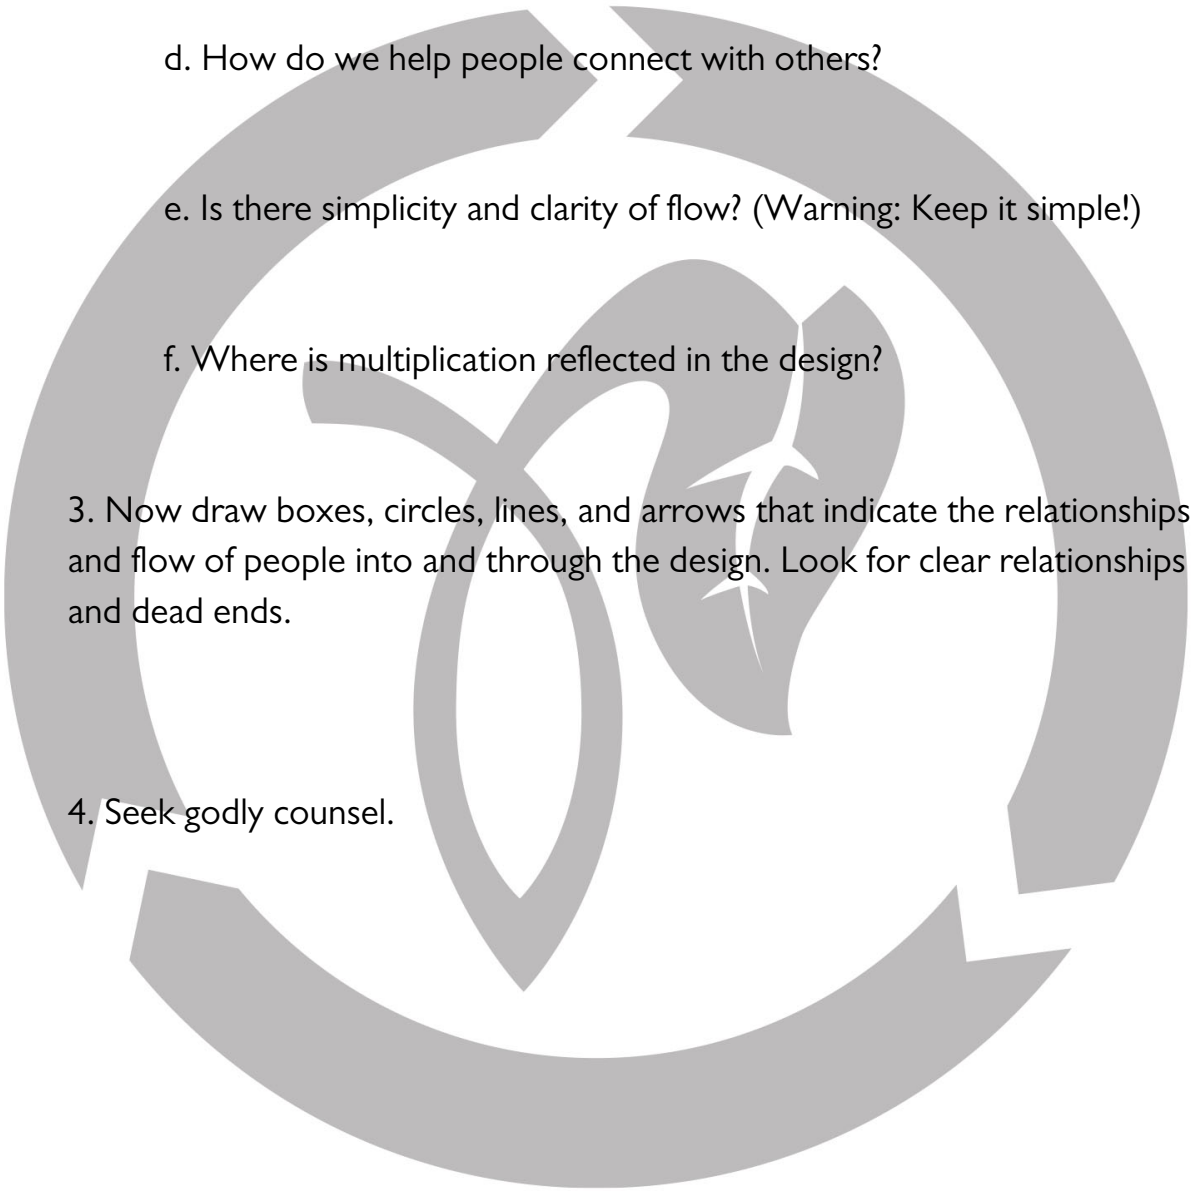 d. How do we help people connect with others?
e. Is there simplicity and clarity of flow? (Warning: Keep it simple!)
f. Where is multiplication reflected in the design?
3. Now draw boxes, circles, lines, and arrows that indicate the relationships
and flow of people into and through the design. Look for clear relationships
and dead ends.
4. Seek godly counsel.